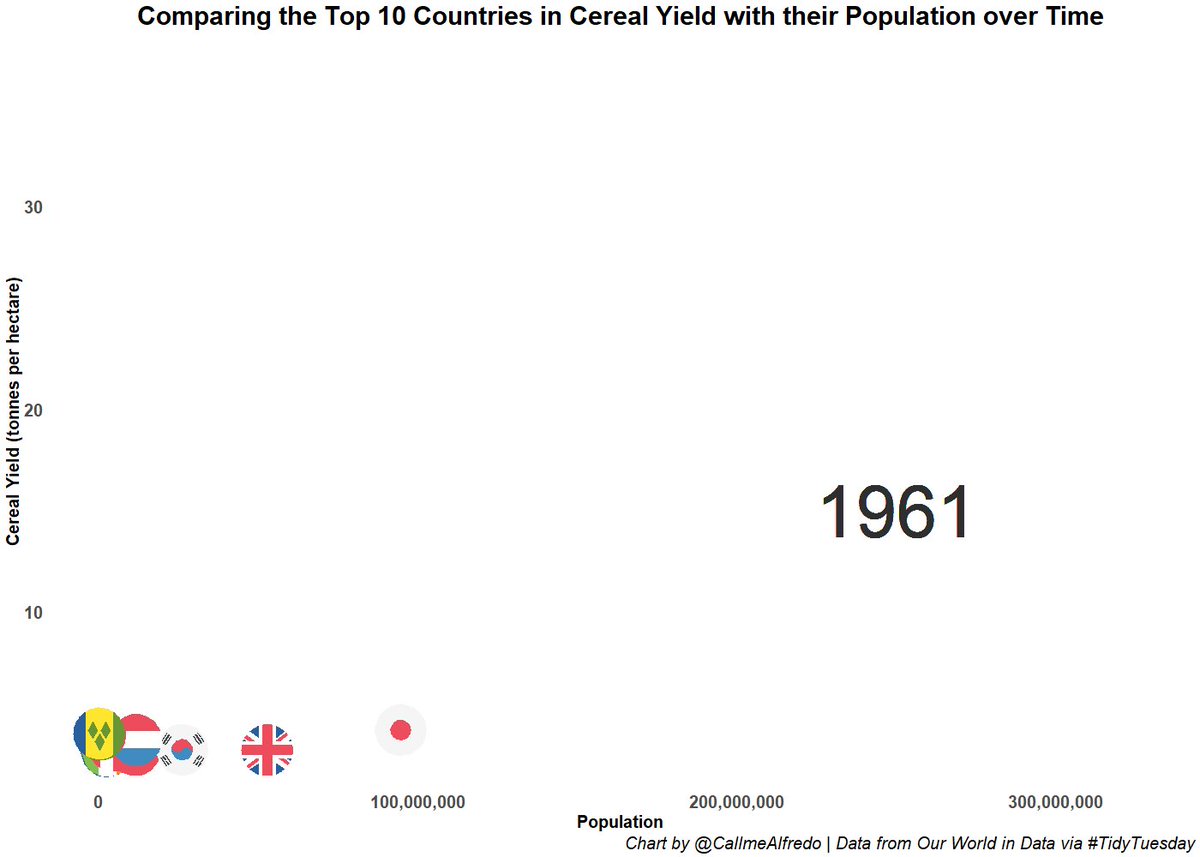 Comparing the Top 10 Countries in Cereal Yield with their Population over Time
30
20
10
Cereal Yield (tonnes per hectare)
1961
0
100,000,000
200,000,000
300,000,000
Population
Chart by @CallmeAlfredo | Data from Our World in Data via #TidyTuesday